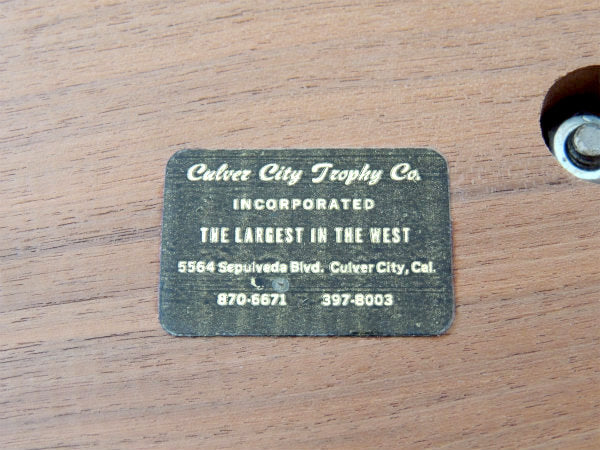 Culver City Trophy Co.
INCORPORATED
THE LARGEST IN THE WEST
5564 Sepulveda Blvd. Culver City, Cal.
870-6671 397-8003